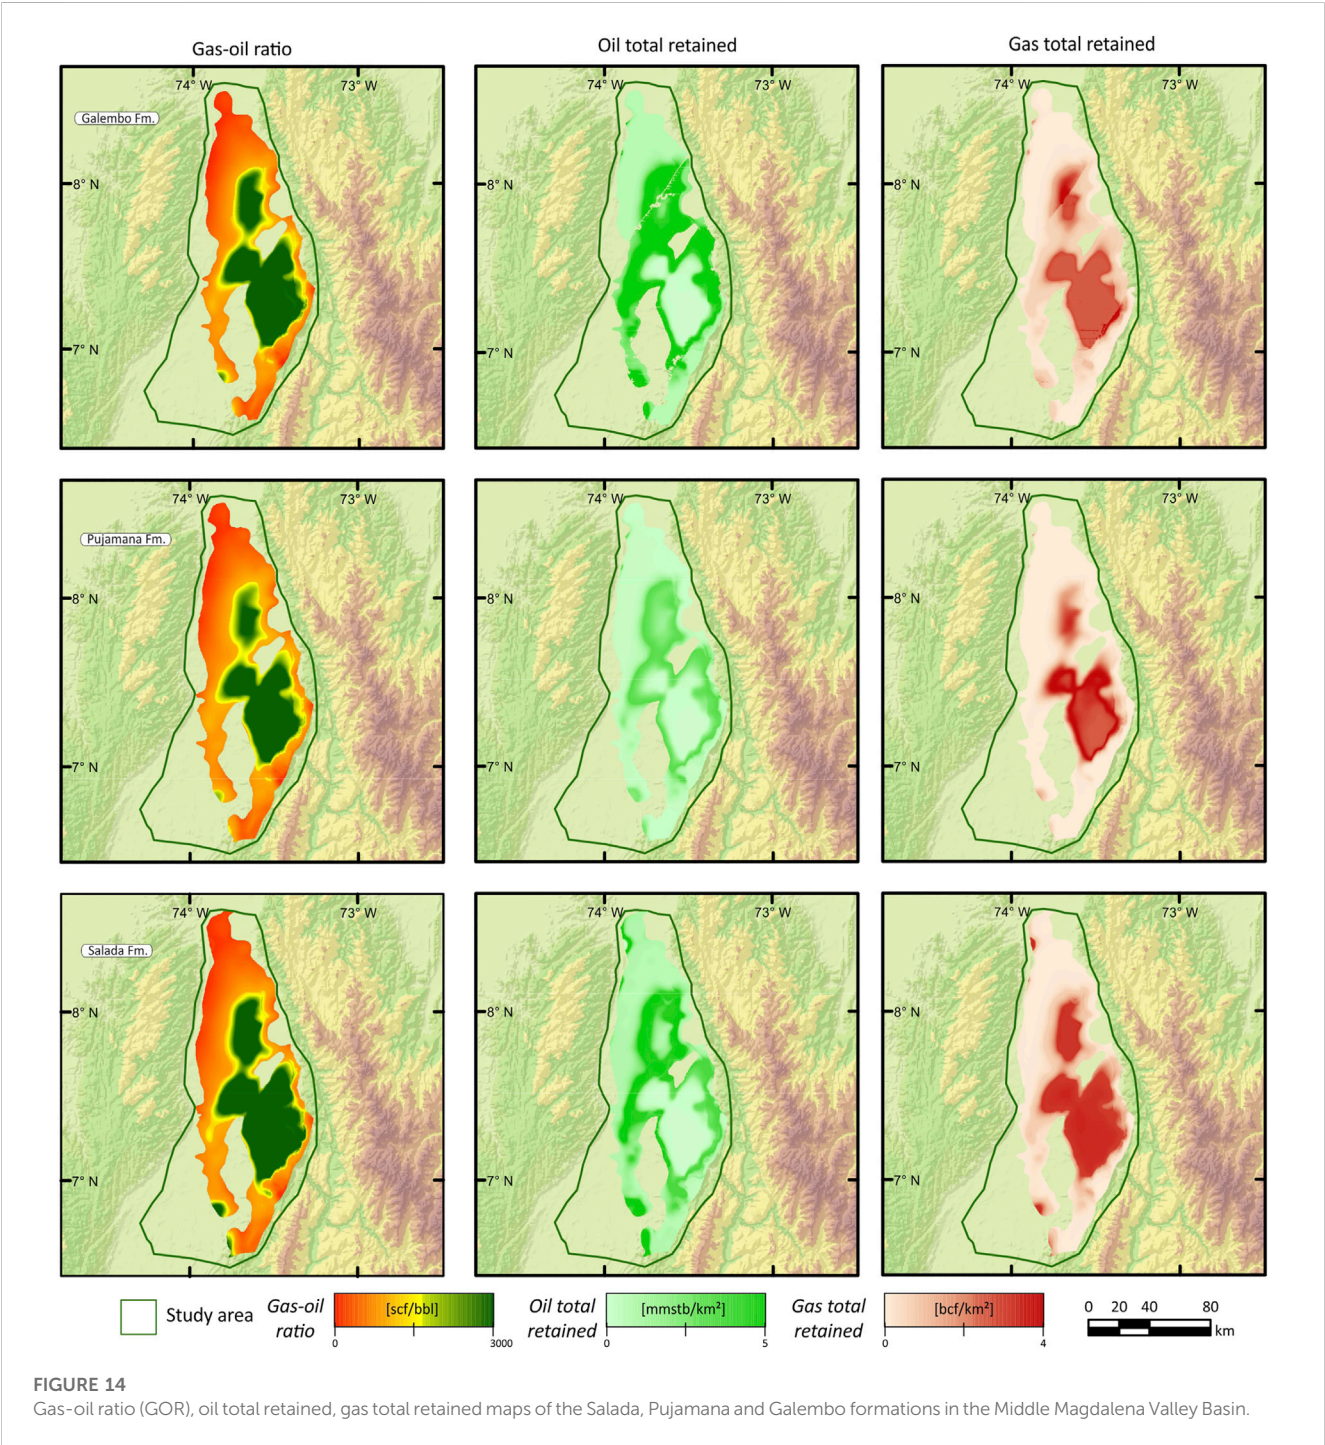 Gas-oil ratio
Oil total retained
Gas total retained
74° W
73° W
74° W
73° W
74° W
73° W
Galembo Fm.
8° N
8° N
8° N
7° N
7° N
7° N
74° W
73° W
74° W
73° W
74° W
73° W
Pujamana Fm.
8° N
8° N
8° N
7° N
7° N
7° N
74° W
73° W
74° W
73° W
74° W
73° W
Salada Fm.
8° N
8° N
8° N
7° N
7° N
7° N
Study area
Gas-oil
ratio
[scf/bbl]
0
3000
Oil total
retained
[mmstb/km²]
0
5
Gas total
retained
[bcf/km²]
0
4
0 20 40 80
km
FIGURE 14
Gas-oil ratio (GOR), oil total retained, gas total retained maps of the Salada, Pujamana and Galembo formations in the Middle Magdalena Valley Basin.